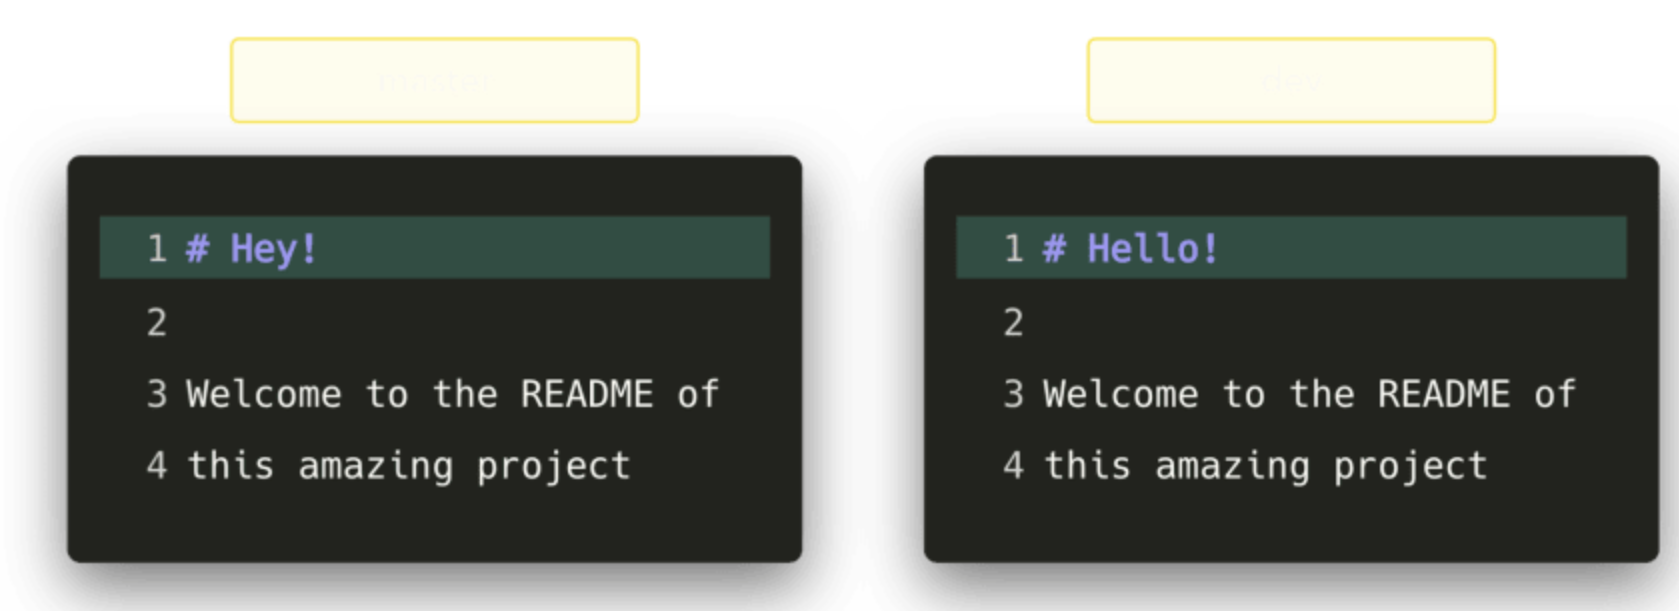 master
1 # Hey!
2
3 Welcome to the README of
4 this amazing project
dev
1 # Hello!
2
3 Welcome to the README of
4 this amazing project